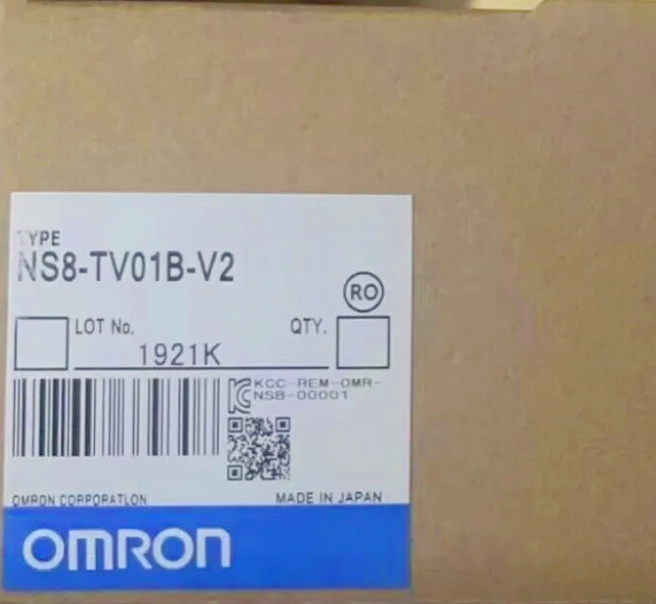 TYPE
NS8-TV01B-V2
RO
LOT No.
QTY.
1921K
KCC-REM-OMR-
NS8-00001
OMRON CORPORATLON
MADE IN JAPAN
OMRON